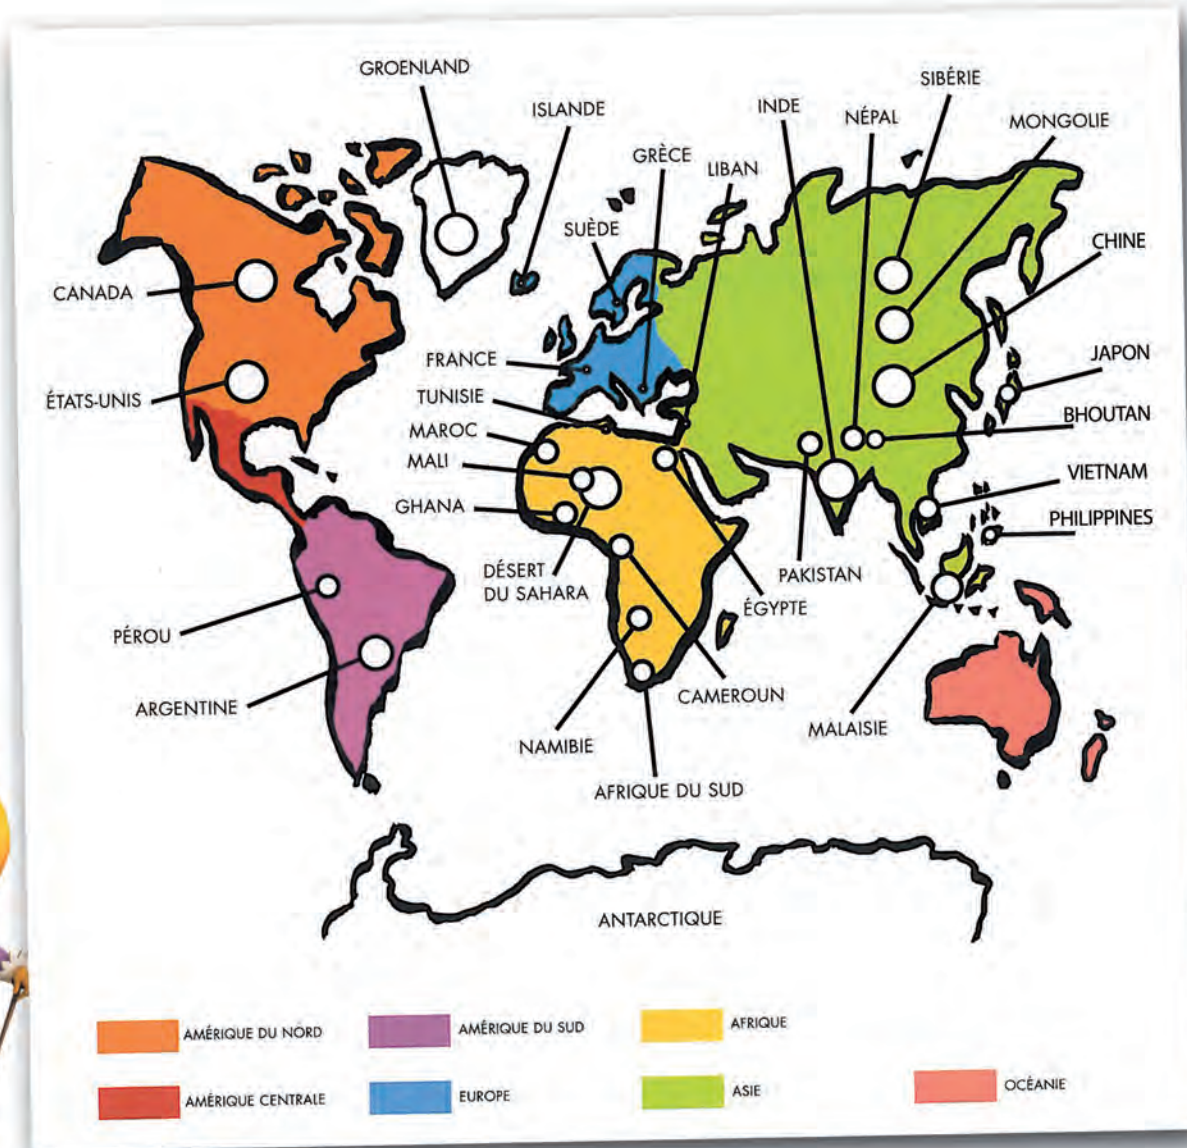 GROENLAND
ISLANDE
INDE
SIBÉRIE
NÉPAL
MONGOLIE
GRÈCE
LIBAN
SUÈDE
CHINE
CANADA
FRANCE
JAPON
ÉTATS-UNIS
TUNISIE
BHOUTAN
MAROC
MALI
VIETNAM
GHANA
PHILIPPINES
DÉSERT
DU SAHARA
PAKISTAN
ÉGYPTE
PÉROU
CAMEROUN
ARGENTINE
MALAISIE
NAMIBIE
AFRIQUE DU SUD
ANTARCTIQUE
AMÉRIQUE DU NORD
AMÉRIQUE DU SUD
AFRIQUE
AMÉRIQUE CENTRALE
EUROPE
ASIE
OCÉANIE